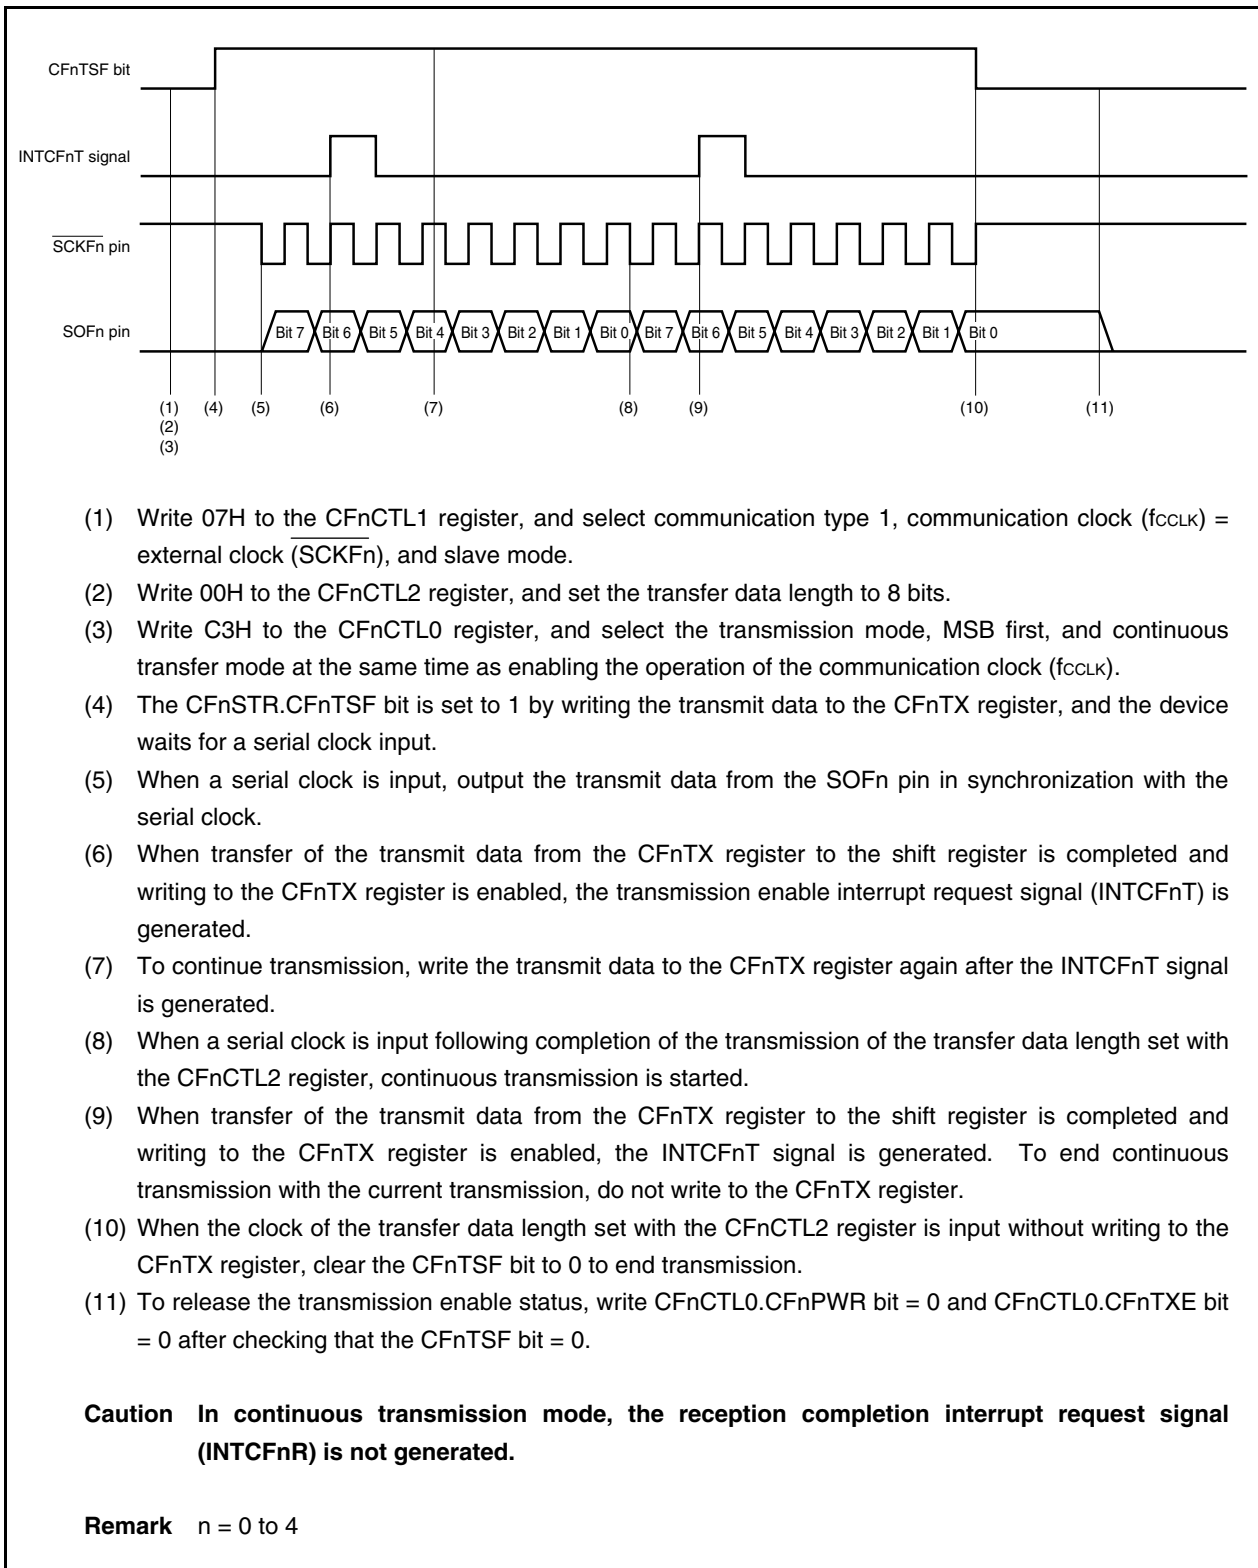 CFnTSF bit
INTCFnT signal
SCKFn pin
SOFn pin
Bit 7 Bit 6 Bit 5 Bit 4 Bit 3 Bit 2 Bit 1 Bit 0 Bit 7 Bit 6 Bit 5 Bit 4 Bit 3 Bit 2 Bit 1 Bit 0
(1) (4) (5) (6) (7) (8) (9) (10) (11)
(2)
(3)
(1) Write 07H to the CFnCTL1 register, and select communication type 1, communication clock (fCCLK) =
external clock (SCKFn), and slave mode.
(2) Write 00H to the CFnCTL2 register, and set the transfer data length to 8 bits.
(3) Write C3H to the CFnCTL0 register, and select the transmission mode, MSB first, and continuous
transfer mode at the same time as enabling the operation of the communication clock (fCCLK).
(4) The CFnSTR.CFnTSF bit is set to 1 by writing the transmit data to the CFnTX register, and the device
waits for a serial clock input.
(5) When a serial clock is input, output the transmit data from the SOFn pin in synchronization with the
serial clock.
(6) When transfer of the transmit data from the CFnTX register to the shift register is completed and
writing to the CFnTX register is enabled, the transmission enable interrupt request signal (INTCFnT) is
generated.
(7) To continue transmission, write the transmit data to the CFnTX register again after the INTCFnT signal
is generated.
(8) When a serial clock is input following completion of the transmission of the transfer data length set with
the CFnCTL2 register, continuous transmission is started.
(9) When transfer of the transmit data from the CFnTX register to the shift register is completed and
writing to the CFnTX register is enabled, the INTCFnT signal is generated. To end continuous
transmission with the current transmission, do not write to the CFnTX register.
(10) When the clock of the transfer data length set with the CFnCTL2 register is input without writing to the
CFnTX register, clear the CFnTSF bit to 0 to end transmission.
(11) To release the transmission enable status, write CFnCTL0.CFnPWR bit = 0 and CFnCTL0.CFnTXE bit
= 0 after checking that the CFnTSF bit = 0.
Caution In continuous transmission mode, the reception completion interrupt request signal
(INTCFnR) is not generated.
Remark n = 0 to 4